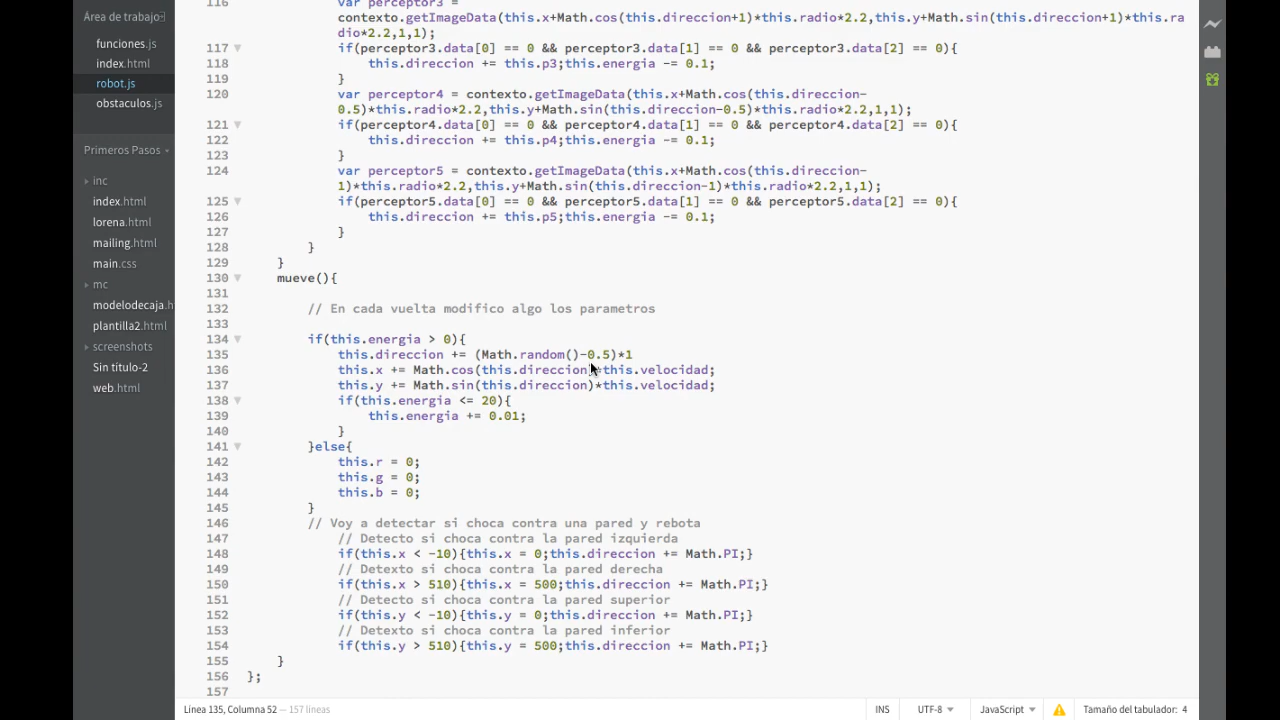 Área de trabajo
funciones.js
index.html
robot.js
obstaculos.js
Primeros Pasos
inc
index.html
lorena.html
mailing.html
main.css
mc
modelodecaja.h
plantilla2.html
screenshots
Sin título-2
web.html
116 var perceptor3 =
contexto.getImageData(this.x+Math.cos(this.direccion+1)*this.radio*2.2,this.y+Math.sin(this.direccion+1)*this.ra
dio*2.2,1,1);
117 if(perceptor3.data[0] == 0 && perceptor3.data[1] == 0 && perceptor3.data[2] == 0){
118 this.direccion += this.p3;this.energia -= 0.1;
119 }
120 var perceptor4 = contexto.getImageData(this.x+Math.cos(this.direccion-
0.5)*this.radio*2.2,this.y+Math.sin(this.direccion-0.5)*this.radio*2.2,1,1);
121 if(perceptor4.data[0] == 0 && perceptor4.data[1] == 0 && perceptor4.data[2] == 0){
122 this.direccion += this.p4;this.energia -= 0.1;
123 }
124 var perceptor5 = contexto.getImageData(this.x+Math.cos(this.direccion-
1)*this.radio*2.2,this.y+Math.sin(this.direccion-1)*this.radio*2.2,1,1);
125 if(perceptor5.data[0] == 0 && perceptor5.data[1] == 0 && perceptor5.data[2] == 0){
126 this.direccion += this.p5;this.energia -= 0.1;
127 }
128 }
129 }
130 mueve(){
131
132 // En cada vuelta modifico algo los parametros
133
134 if(this.energia > 0){
135 this.direccion += (Math.random()-0.5)*1
136 this.x += Math.cos(this.direccion)*this.velocidad;
137 this.y += Math.sin(this.direccion)*this.velocidad;
138 if(this.energia <= 20){
139 this.energia += 0.01;
140 }
141 }else{
142 this.r = 0;
143 this.g = 0;
144 this.b = 0;
145 }
146 // Voy a detectar si choca contra una pared y rebota
147 // Detecto si choca contra la pared izquierda
148 if(this.x < -10){this.x = 0;this.direccion += Math.PI;}
149 // Detexto si choca contra la pared derecha
150 if(this.x > 510){this.x = 500;this.direccion += Math.PI;}
151 // Detecto si choca contra la pared superior
152 if(this.y < -10){this.y = 0;this.direccion += Math.PI;}
153 // Detexto si choca contra la pared inferior
154 if(this.y > 510){this.y = 500;this.direccion += Math.PI;}
155 }
156 };
157
Línea 135, Columna 52 — 157 líneas
INS UTF-8 JavaScript Tamaño del tabulador: 4